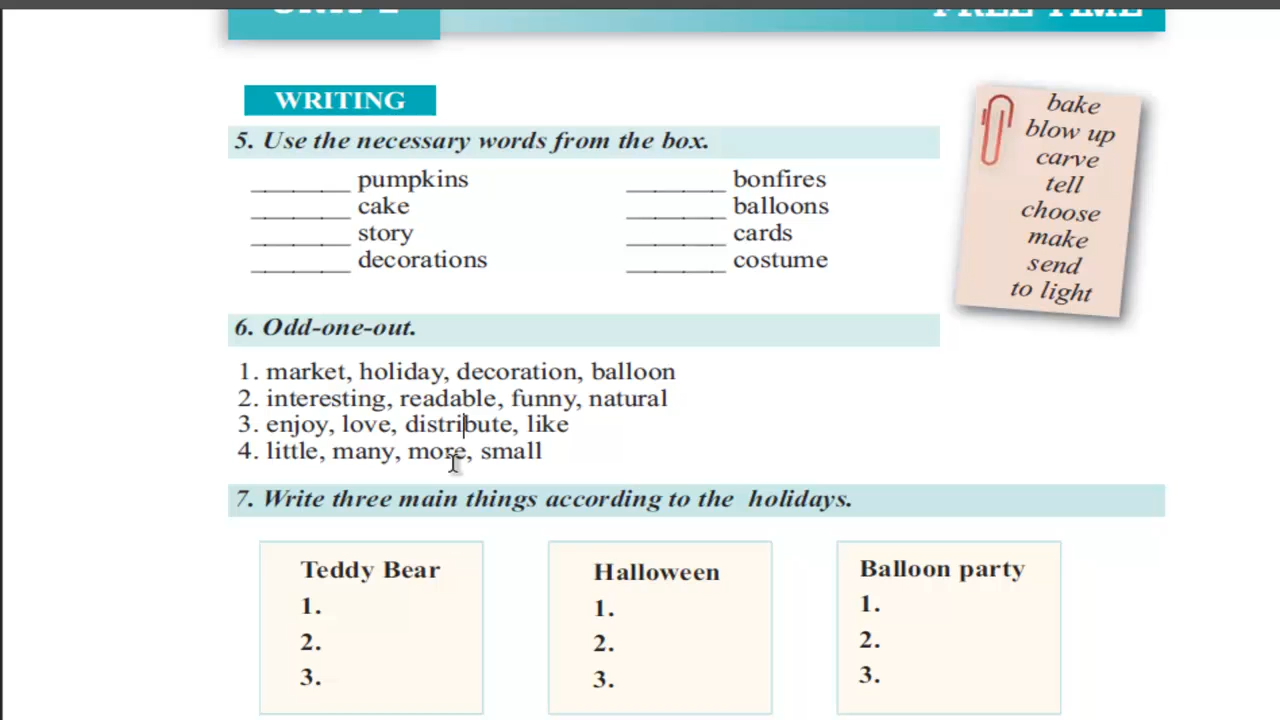 WRITING
5. Use the necessary words from the box.
________ pumpkins ________ bonfires
________ cake ________ balloons
________ story ________ cards
________ decorations ________ costume
bake
blow up
carve
tell
choose
make
send
to light
6. Odd-one-out.
1. market, holiday, decoration, balloon
2. interesting, readable, funny, natural
3. enjoy, love, distribute, like
4. little, many, more, small
7. Write three main things according to the holidays.
Teddy Bear
1.
2.
3.
Halloween
1.
2.
3.
Balloon party
1.
2.
3.